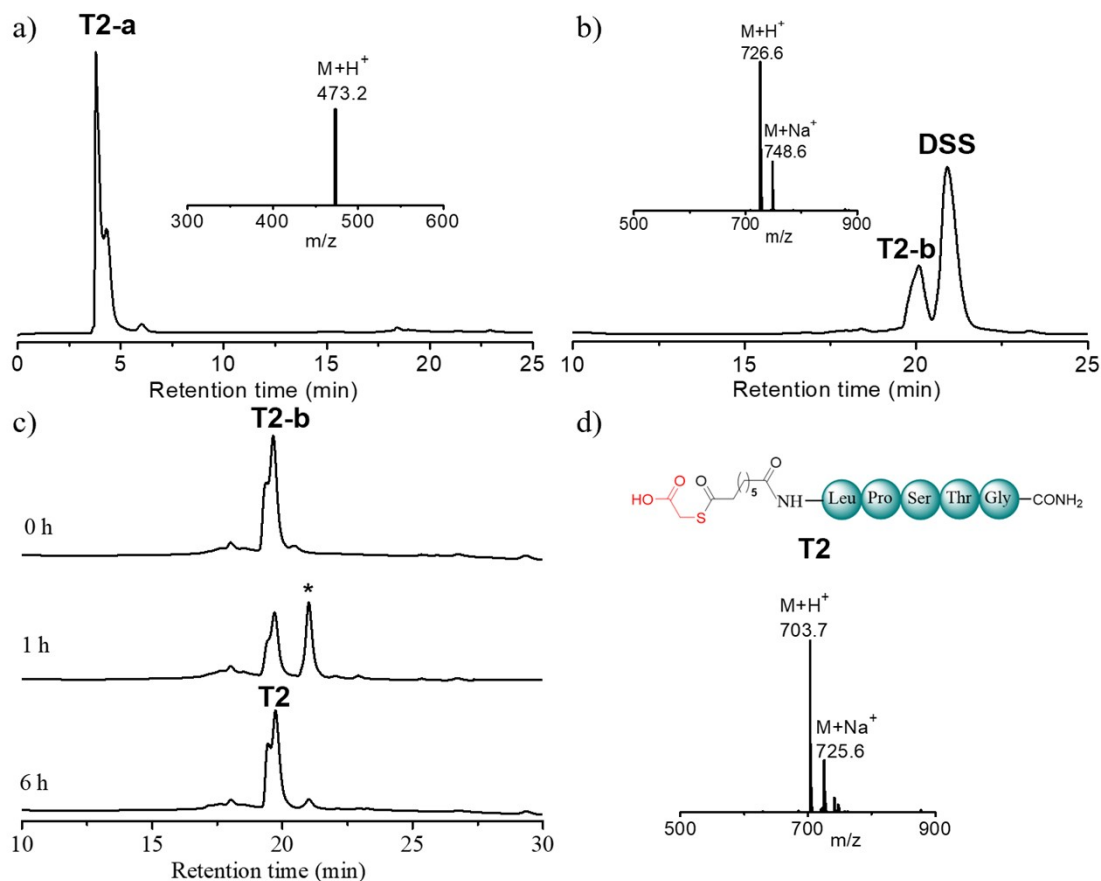 a)
T2-a
M+H+
473.2
300 400 500 600
m/z
0 5 10 15 20 25
Retention time (min)
b)
M+H+
726.6
M+Na+
748.6
500 700 900
m/z
T2-b
DSS
10 15 20 25
Retention time (min)
c)
T2-b
0 h
*
1 h
T2
6 h
10 15 20 25 30
Retention time (min)
d)
O
O
O
HO
S
5
NH
Leu Pro Ser Thr Gly
CONH2
T2
M+H+
703.7
M+Na+
725.6
500 700 900
m/z